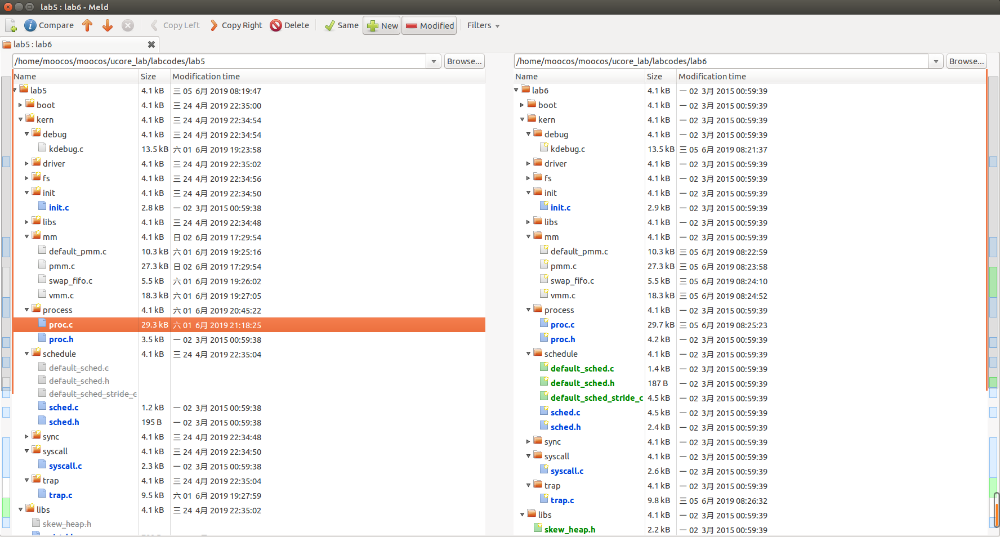 lab5 : lab6 - Meld
Compare Copy Left Copy Right Delete Same New Modified Filters
lab5 : lab6
/home/moocos/moocos/ucore_lab/labcodes/lab5 Browse... /home/moocos/moocos/ucore_lab/labcodes/lab6 Browse...
Name Size Modification time Name Size Modification time
lab5 4.1 kB 三 05 6月 2019 08:19:47 lab6 4.1 kB 一 02 3月 2015 00:59:39
boot 4.1 kB 三 24 4月 2019 22:35:00 boot 4.1 kB 一 02 3月 2015 00:59:39
kern 4.1 kB 三 24 4月 2019 22:34:54 kern 4.1 kB 一 02 3月 2015 00:59:39
debug 4.1 kB 三 24 4月 2019 22:34:54 debug 4.1 kB 一 02 3月 2015 00:59:39
kdebug.c 13.5 kB 六 01 6月 2019 19:23:58 kdebug.c 13.5 kB 三 05 6月 2019 08:21:37
driver 4.1 kB 三 24 4月 2019 22:35:02 driver 4.1 kB 一 02 3月 2015 00:59:39
fs 4.1 kB 三 24 4月 2019 22:34:56 fs 4.1 kB 一 02 3月 2015 00:59:39
init 4.1 kB 三 24 4月 2019 22:34:50 init 4.1 kB 一 02 3月 2015 00:59:39
init.c 2.8 kB 一 02 3月 2015 00:59:38 init.c 2.9 kB 一 02 3月 2015 00:59:39
libs 4.1 kB 三 24 4月 2019 22:34:48 libs 4.1 kB 一 02 3月 2015 00:59:39
mm 4.1 kB 日 02 6月 2019 17:29:54 mm 4.1 kB 一 02 3月 2015 00:59:39
default_pmm.c 10.3 kB 六 01 6月 2019 19:25:16 default_pmm.c 10.3 kB 三 05 6月 2019 08:22:59
pmm.c 27.3 kB 日 02 6月 2019 17:29:54 pmm.c 27.3 kB 三 05 6月 2019 08:23:58
swap_fifo.c 5.5 kB 六 01 6月 2019 19:26:02 swap_fifo.c 5.5 kB 三 05 6月 2019 08:24:10
vmm.c 18.3 kB 六 01 6月 2019 19:27:05 vmm.c 18.3 kB 三 05 6月 2019 08:24:52
process 4.1 kB 六 01 6月 2019 20:45:22 process 4.1 kB 一 02 3月 2015 00:59:39
proc.c 29.3 kB 六 01 6月 2019 21:18:25 proc.c 29.7 kB 三 05 6月 2019 08:25:23
proc.h 3.5 kB 一 02 3月 2015 00:59:38 proc.h 4.2 kB 一 02 3月 2015 00:59:39
schedule 4.1 kB 三 24 4月 2019 22:35:04 schedule 4.1 kB 一 02 3月 2015 00:59:39
default_sched.c default_sched.c 1.4 kB 一 02 3月 2015 00:59:39
default_sched.h default_sched.h 187 B 一 02 3月 2015 00:59:39
default_sched_stride_c default_sched_stride_c 4.5 kB 一 02 3月 2015 00:59:39
sched.c 1.2 kB 一 02 3月 2015 00:59:38 sched.c 4.5 kB 一 02 3月 2015 00:59:39
sched.h 195 B 一 02 3月 2015 00:59:38 sched.h 2.4 kB 一 02 3月 2015 00:59:39
sync 4.1 kB 三 24 4月 2019 22:34:48 sync 4.1 kB 一 02 3月 2015 00:59:39
syscall 4.1 kB 三 24 4月 2019 22:34:50 syscall 4.1 kB 一 02 3月 2015 00:59:39
syscall.c 2.3 kB 一 02 3月 2015 00:59:38 syscall.c 2.6 kB 一 02 3月 2015 00:59:39
trap 4.1 kB 三 24 4月 2019 22:35:04 trap 4.1 kB 一 02 3月 2015 00:59:39
trap.c 9.5 kB 六 01 6月 2019 19:27:59 trap.c 9.8 kB 三 05 6月 2019 08:26:32
libs 4.1 kB 三 24 4月 2019 22:35:02 libs 4.1 kB 一 02 3月 2015 00:59:39
skew_heap.h skew_heap.h 2.2 kB 一 02 3月 2015 00:59:39